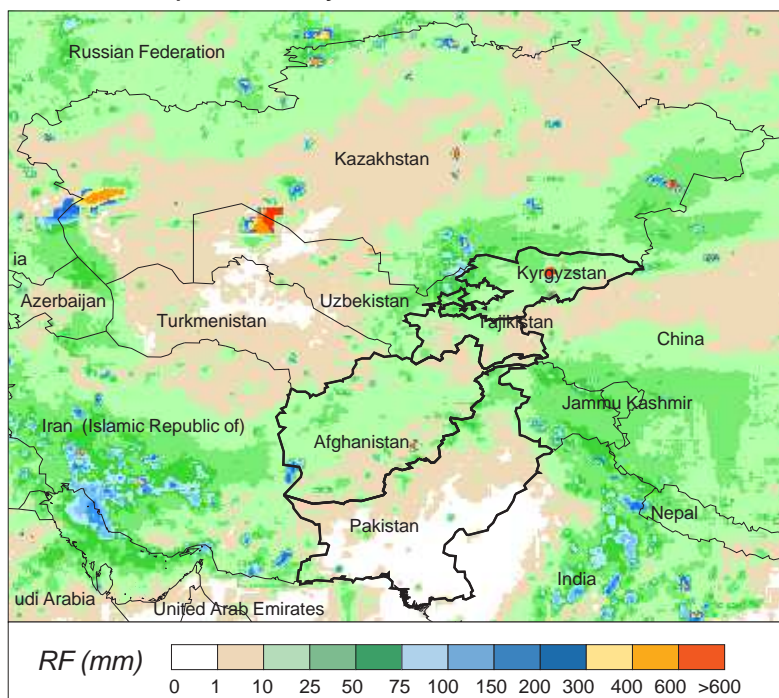 Russian Federation
Kazakhstan
ia
Kyrgyzstan
Azerbaijan
Uzbekistan
Turkmenistan
Tajikistan
China
Jammu Kashmir
Iran (Islamic Republic of)
Afghanistan
Pakistan
Nepal
India
udi Arabia
United Arab Emirates
RF (mm)
0 1 10 25 50 75 100 150 200 300 400 600 >600